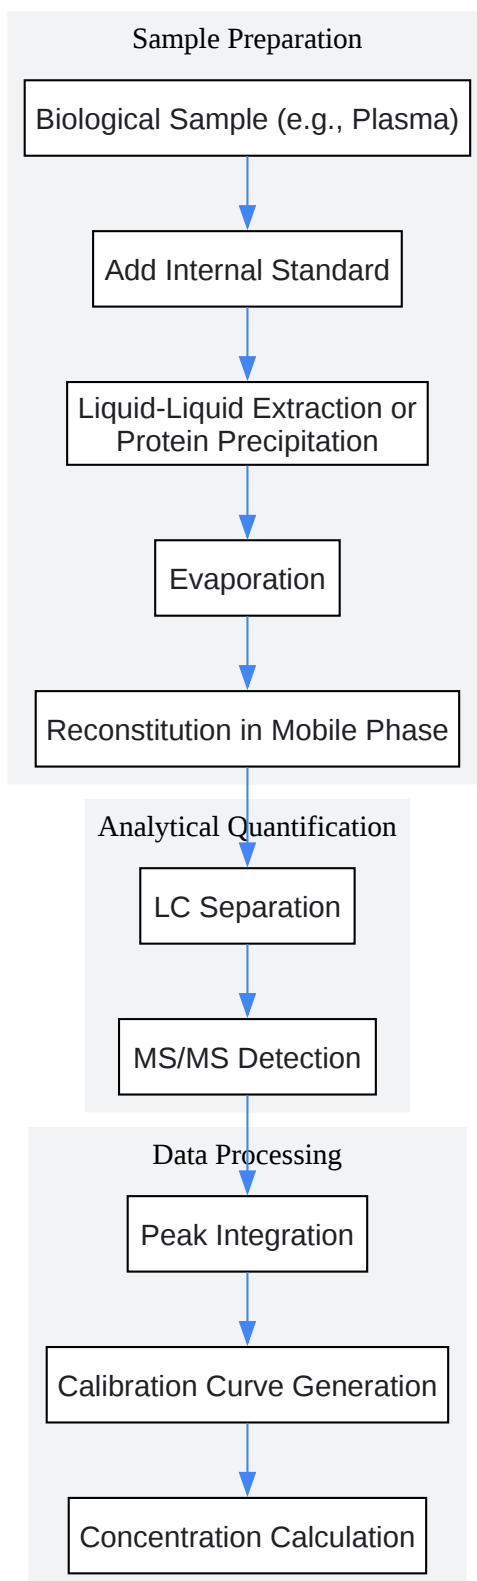 Sample Preparation
Biological Sample (e.g., Plasma)
Add Internal Standard
Liquid-Liquid Extraction or
Protein Precipitation
Evaporation
Reconstitution in Mobile Phase
Analytical Quantification
LC Separation
MS/MS Detection
Data Processing
Peak Integration
Calibration Curve Generation
Concentration Calculation